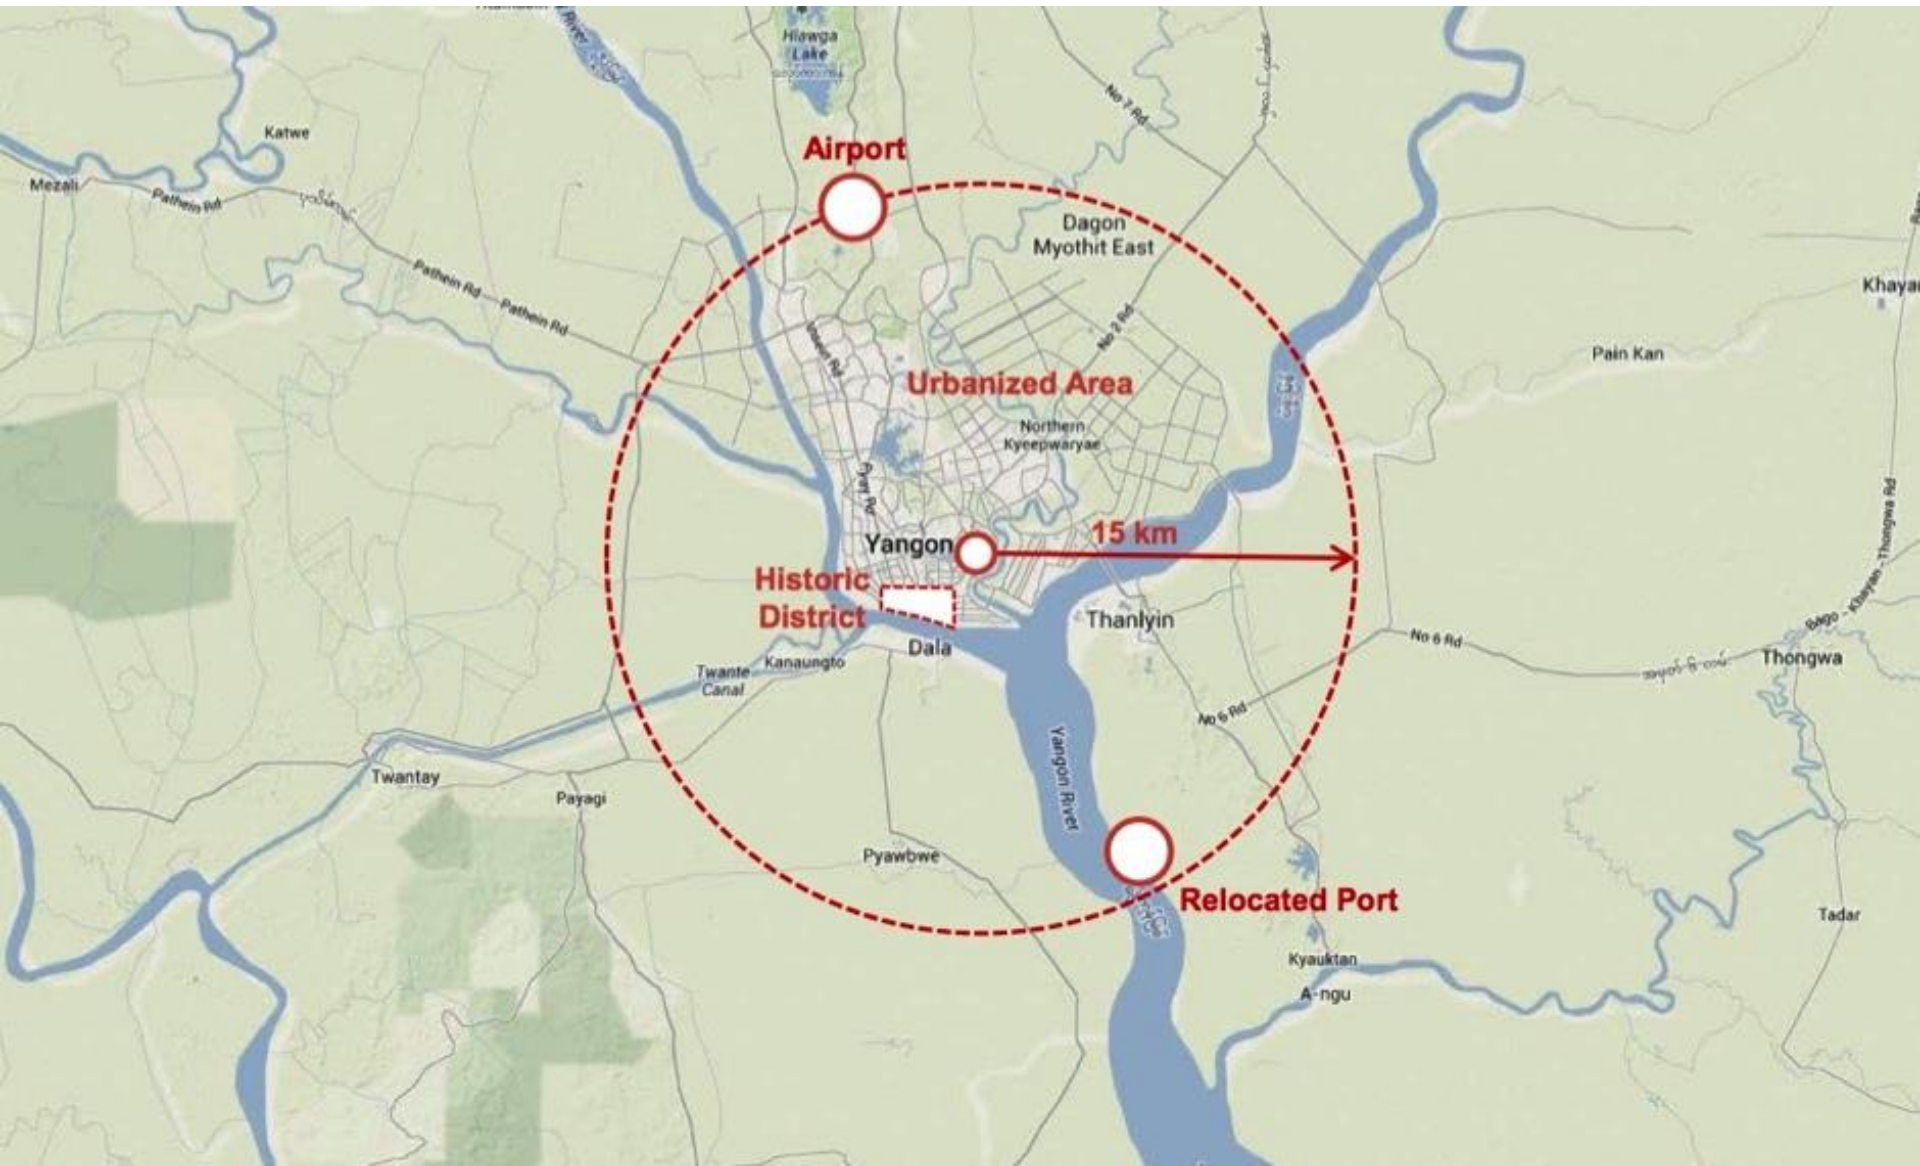 River
Hlawga
Lake
Katwe
Mezali
Pathein Rd
No 7 Rd
Airport
Dagon
Myothit East
Pathein Rd
Pathein Rd
No 2 Rd
Insein Rd
Pain Kan
Urbanized Area
Northern
Kyeepwaryae
Pyay Rd
Yangon
15 km
Historic
District
Thanlyin
Dala
Kanaungto
Twante
Canal
No 6 Rd
Bago - Khayan - Thongwa Rd
Thongwa
No 6 Rd
Yangon River
Twantay
Payagi
Pyawbwe
Relocated Port
Tadar
Kyauktan
A-ngu